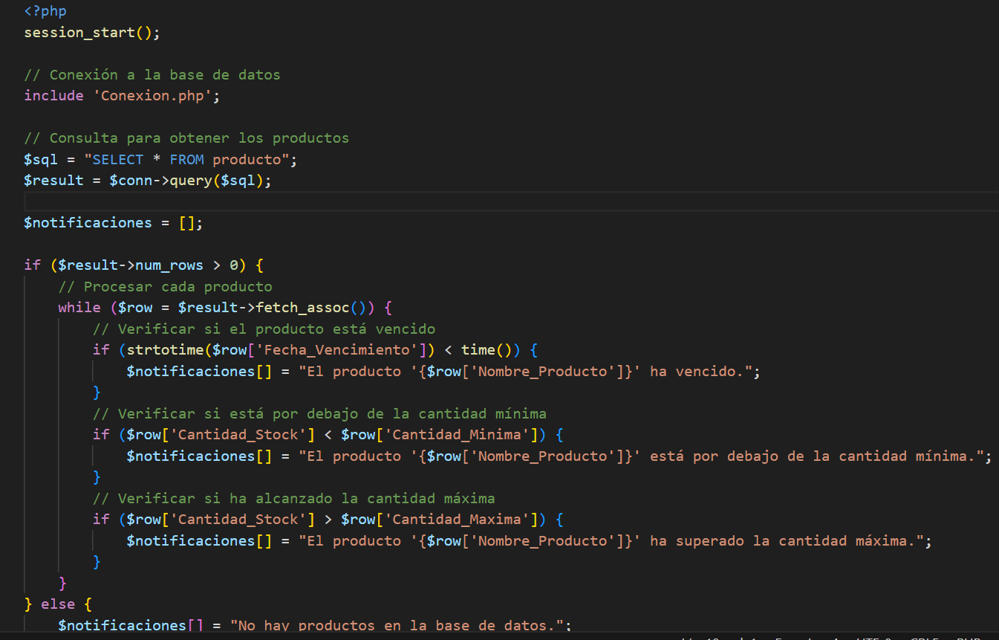 <?php
session_start();
// Conexión a la base de datos
include 'Conexion.php';
// Consulta para obtener los productos
$sql = "SELECT * FROM producto";
$result = $conn->query($sql);
$notificaciones = [];
if ($result->num_rows > 0) {
// Procesar cada producto
while ($row = $result->fetch_assoc()) {
// Verificar si el producto está vencido
if (strtotime($row['Fecha_Vencimiento']) < time()) {
$notificaciones[] = "El producto '{$row['Nombre_Producto']}' ha vencido.";
}
// Verificar si está por debajo de la cantidad mínima
if ($row['Cantidad_Stock'] < $row['Cantidad_Minima']) {
$notificaciones[] = "El producto '{$row['Nombre_Producto']}' está por debajo de la cantidad mínima.";
}
// Verificar si ha alcanzado la cantidad máxima
if ($row['Cantidad_Stock'] > $row['Cantidad_Maxima']) {
$notificaciones[] = "El producto '{$row['Nombre_Producto']}' ha superado la cantidad máxima.";
}
}
} else {
$notificaciones[] = "No hay productos en la base de datos.";